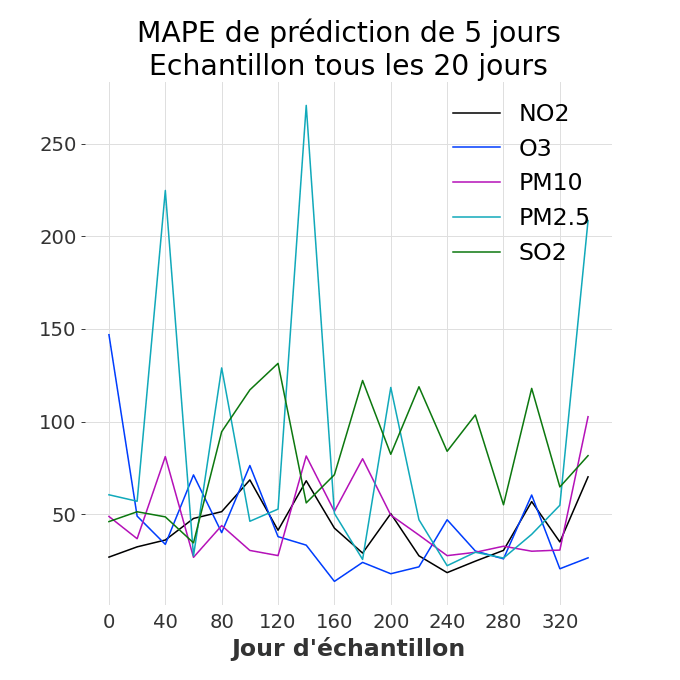 MAPE de prédiction de 5 jours
Echantillon tous les 20 jours
NO2
O3
PM10
PM2.5
SO2
250
200
150
100
50
0 40 80 120 160 200 240 280 320
Jour d'échantillon